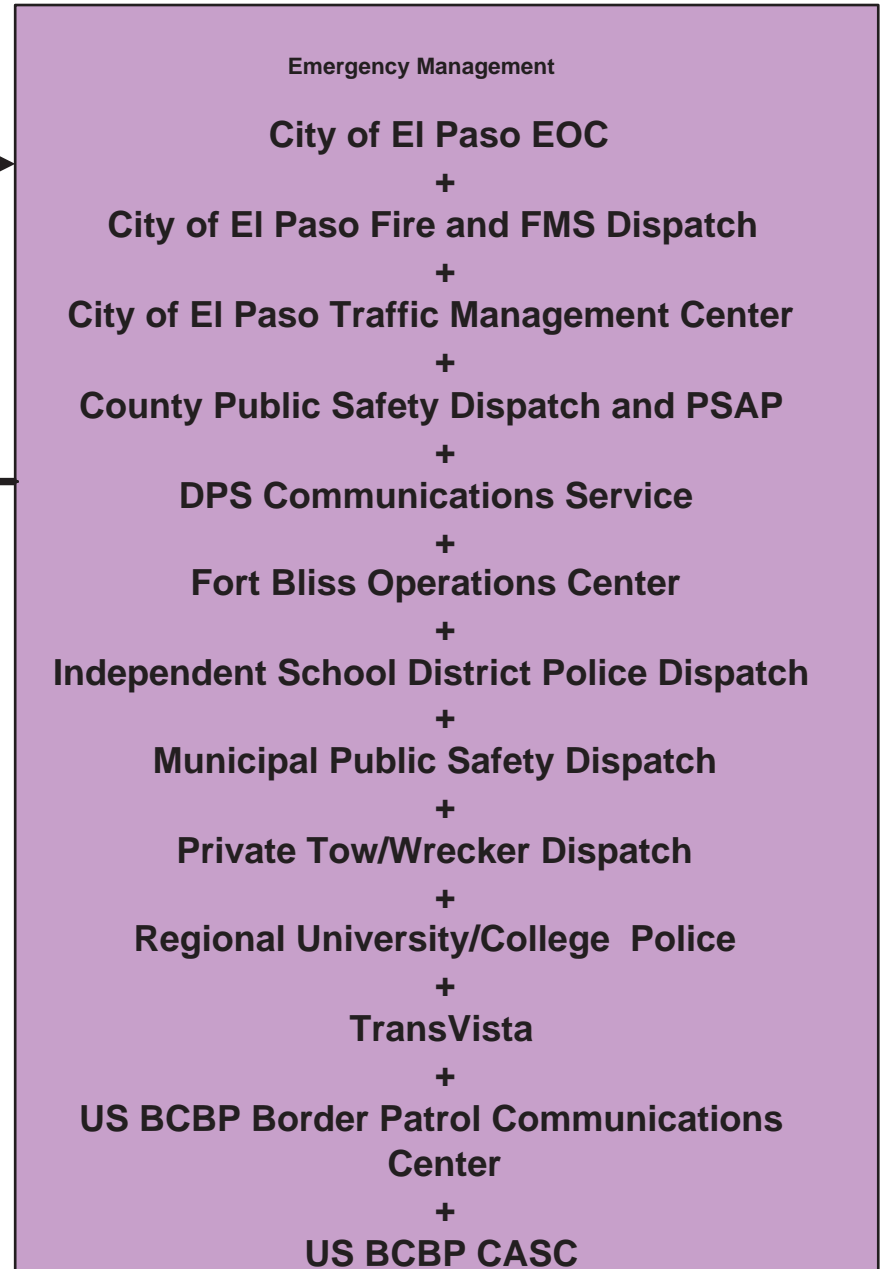 Emergency Management
City of El Paso EOC
+
City of El Paso Fire and FMS Dispatch
+
City of El Paso Traffic Management Center
+
County Public Safety Dispatch and PSAP
+
DPS Communications Service
+
Fort Bliss Operations Center
+
Independent School District Police Dispatch
+
Municipal Public Safety Dispatch
+
Private Tow/Wrecker Dispatch
+
Regional University/College Police
+
TransVista
+
US BCBP Border Patrol Communications
Center
+
US BCBP CASC